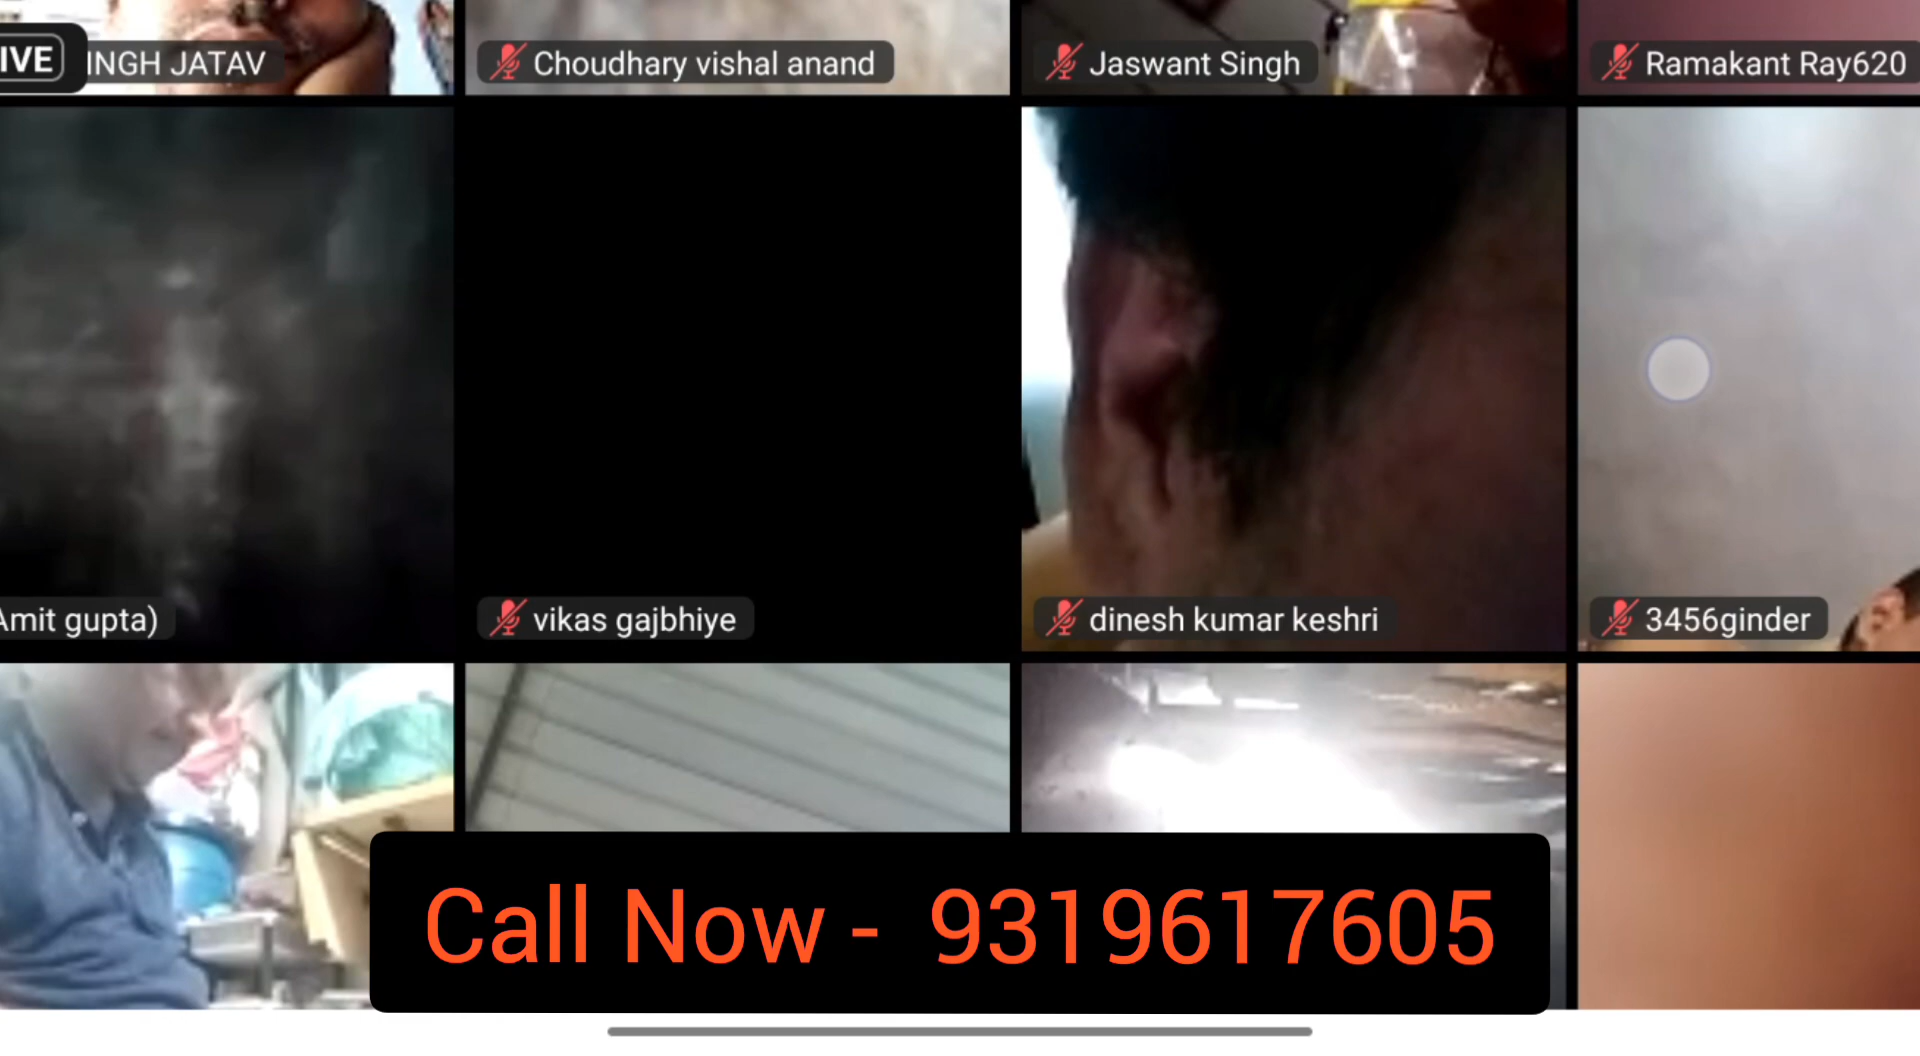 IVE
INGH JATAV
Choudhary vishal anand
Jaswant Singh
Ramakant Ray620
Amit gupta)
vikas gajbhiye
dinesh kumar keshri
3456ginder
Call Now - 9319617605